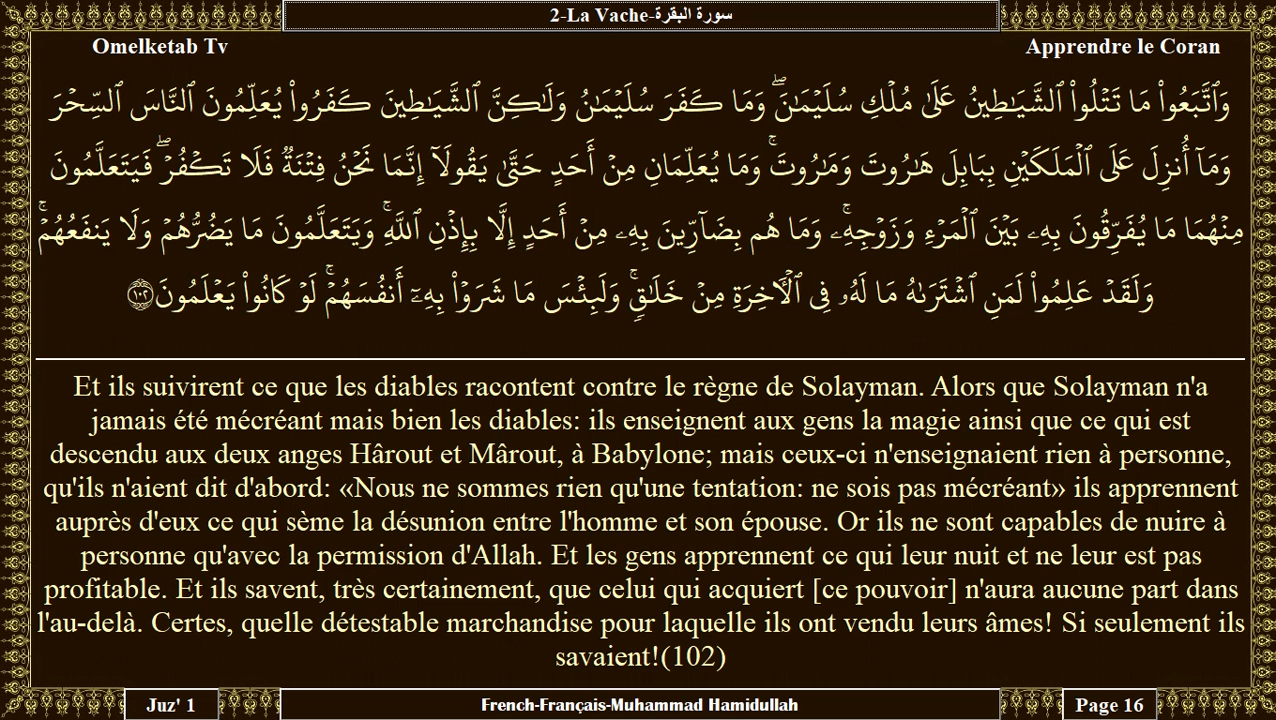 2-La Vache-سورة البقرة
Omelketab Tv
Apprendre le Coran
وَٱتَّبَعُوا۟ مَا تَتْلُوا۟ ٱلشَّيَـٰطِينُ عَلَىٰ مُلْكِ سُلَيْمَـٰنَ ۖ وَمَا كَفَرَ سُلَيْمَـٰنُ وَلَـٰكِنَّ ٱلشَّيَـٰطِينَ كَفَرُوا۟ يُعَلِّمُونَ ٱلنَّاسَ ٱلسِّحْرَ
وَمَآ أُنزِلَ عَلَى ٱلْمَلَكَيْنِ بِبَابِلَ هَـٰرُوتَ وَمَـٰرُوتَ ۚ وَمَا يُعَلِّمَانِ مِنْ أَحَدٍ حَتَّىٰ يَقُولَآ إِنَّمَا نَحْنُ فِتْنَةٌ فَلَا تَكْفُرْ ۖ فَيَتَعَلَّمُونَ
مِنْهُمَا مَا يُفَرِّقُونَ بِهِۦ بَيْنَ ٱلْمَرْءِ وَزَوْجِهِۦ ۚ وَمَا هُم بِضَآرِّينَ بِهِۦ مِنْ أَحَدٍ إِلَّا بِإِذْنِ ٱللَّهِ ۚ وَيَتَعَلَّمُونَ مَا يَضُرُّهُمْ وَلَا يَنفَعُهُمْ ۚ
وَلَقَدْ عَلِمُوا۟ لَمَنِ ٱشْتَرَىٰهُ مَا لَهُۥ فِى ٱلْـَٔاخِرَةِ مِنْ خَلَـٰقٍ ۚ وَلَبِئْسَ مَا شَرَوْا۟ بِهِۦٓ أَنفُسَهُمْ ۚ لَوْ كَانُوا۟ يَعْلَمُونَ ١٠٢
Et ils suivirent ce que les diables racontent contre le règne de Solayman. Alors que Solayman n'a
jamais été mécréant mais bien les diables: ils enseignent aux gens la magie ainsi que ce qui est
descendu aux deux anges Hârout et Mârout, à Babylone; mais ceux-ci n'enseignaient rien à personne,
qu'ils n'aient dit d'abord: «Nous ne sommes rien qu'une tentation: ne sois pas mécréant» ils apprennent
auprès d'eux ce qui sème la désunion entre l'homme et son épouse. Or ils ne sont capables de nuire à
personne qu'avec la permission d'Allah. Et les gens apprennent ce qui leur nuit et ne leur est pas
profitable. Et ils savent, très certainement, que celui qui acquiert [ce pouvoir] n'aura aucune part dans
l'au-delà. Certes, quelle détestable marchandise pour laquelle ils ont vendu leurs âmes! Si seulement ils
savaient!(102)
Juz' 1
French-Français-Muhammad Hamidullah
Page 16